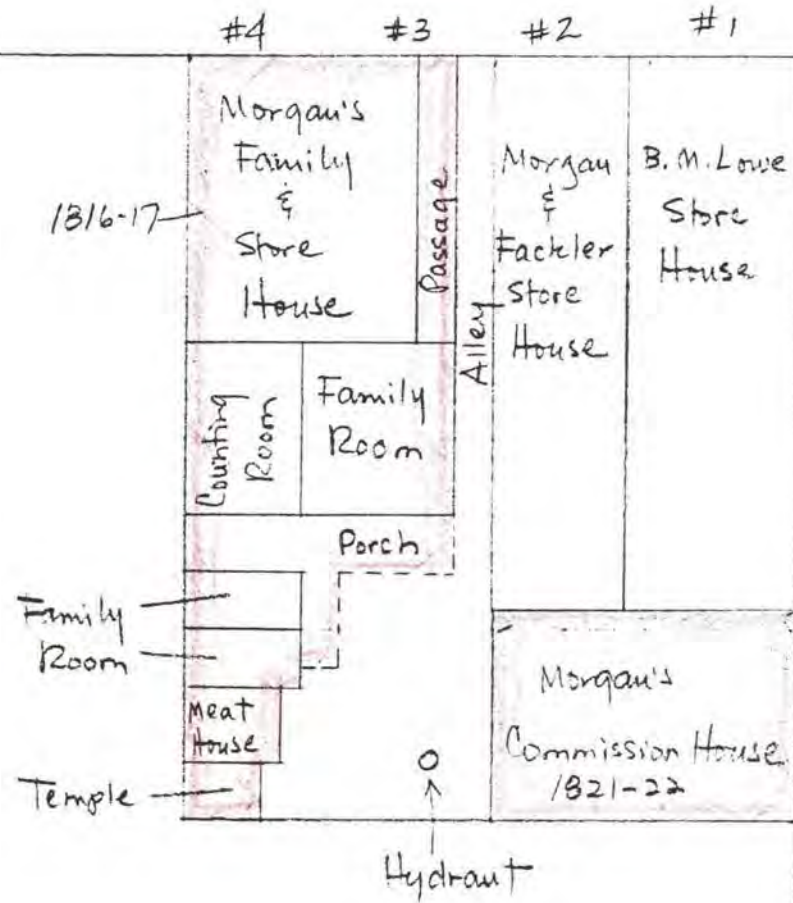 #4 #3 #2 #1
Morgan's
Family
&
Store
House
1816-17
Passage
Alley
Morgan
&
Fackler
Store
House
B. M. Lowe
Store
House
Counting
Room
Family
Room
Porch
Family
Room
Meat
House
Temple
Hydrant
Morgan's
Commission House
1821-22